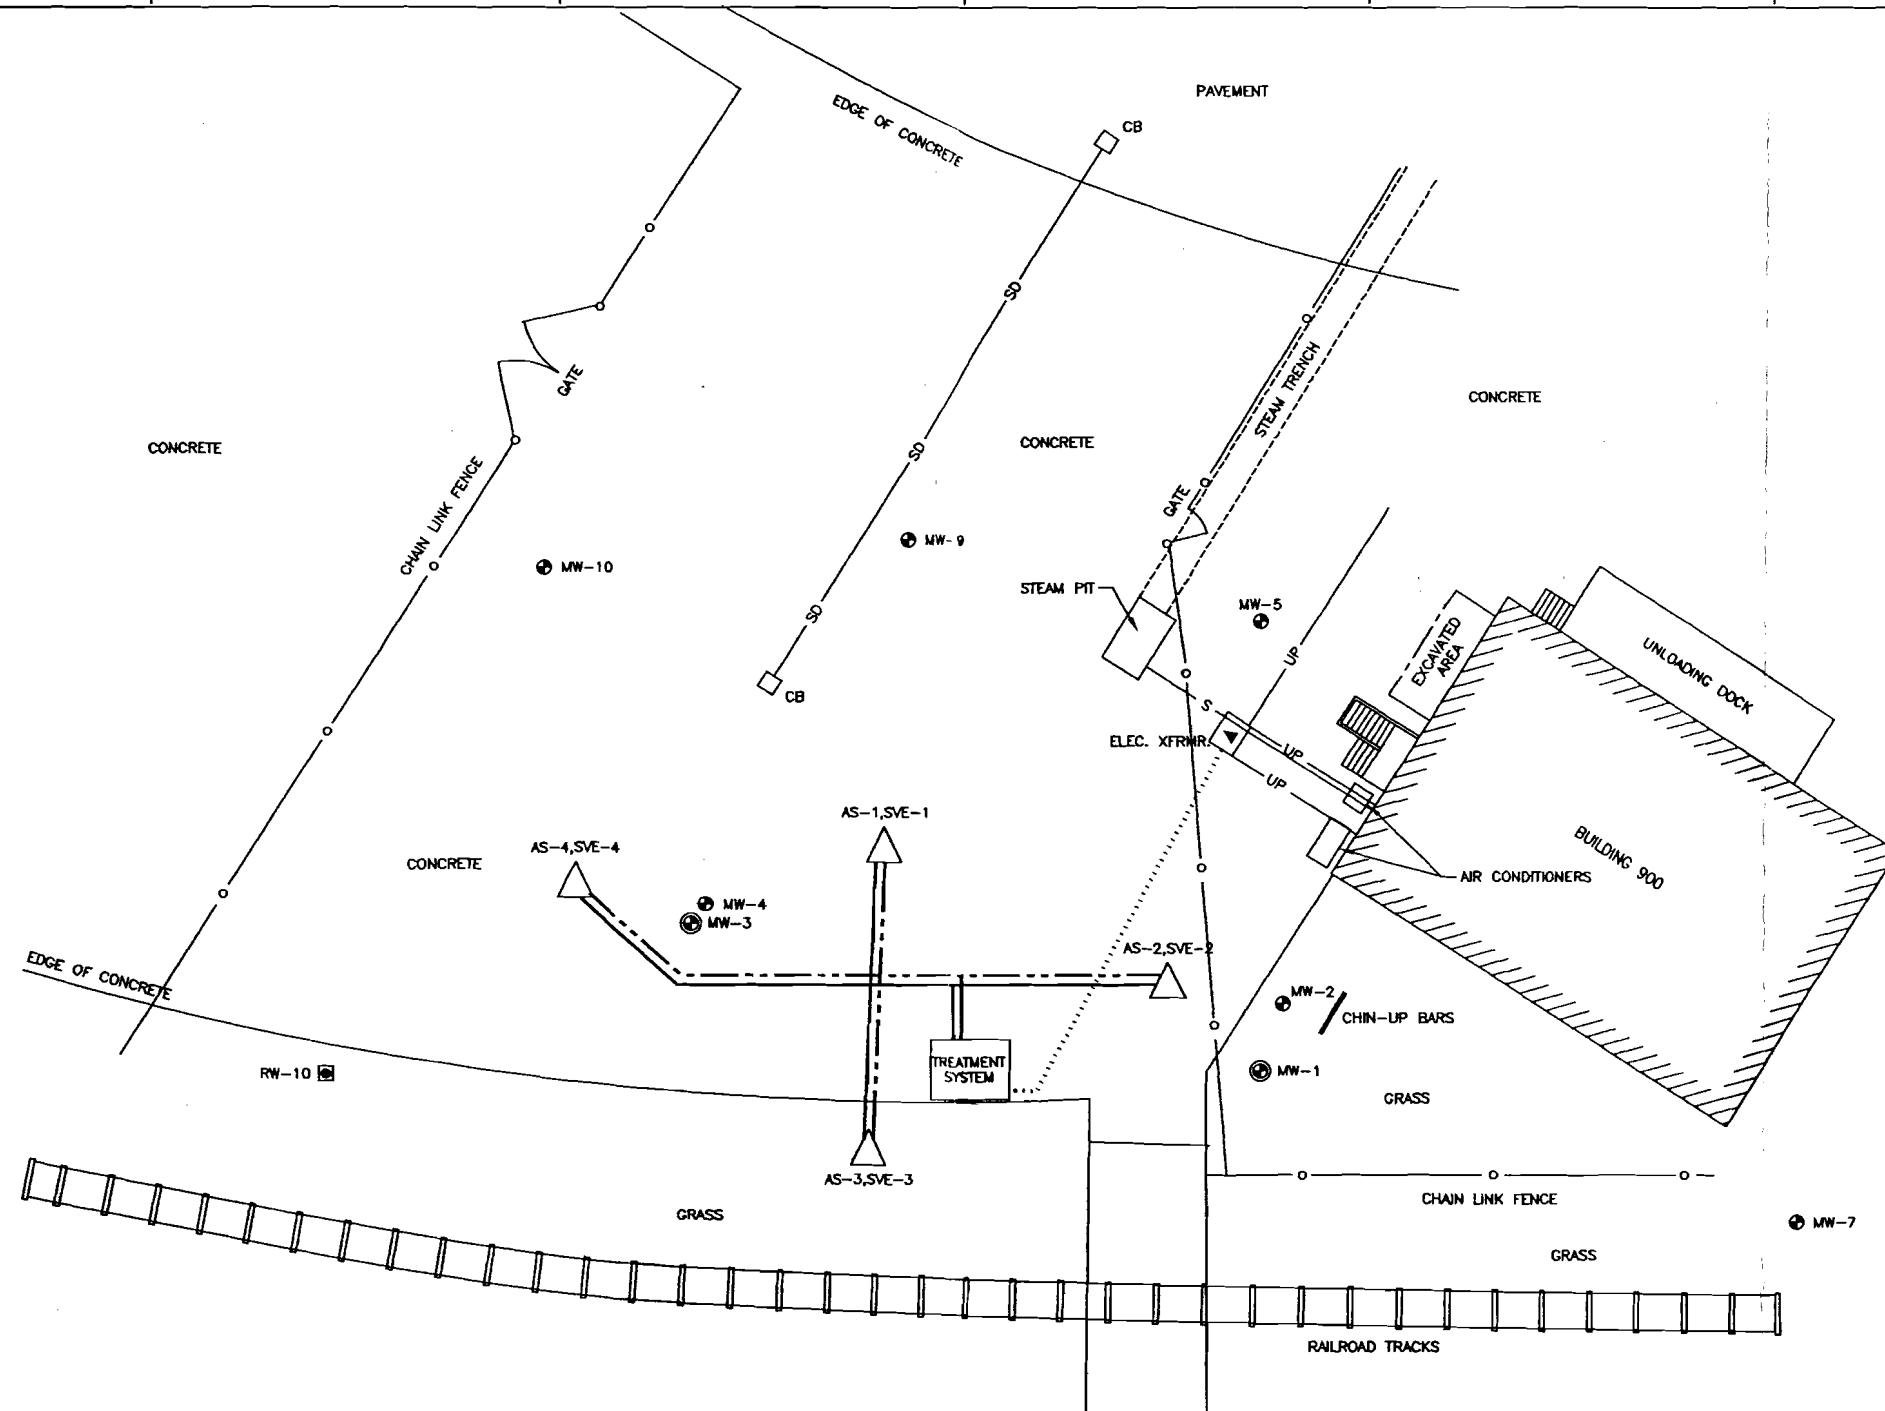 PAVEMENT
EDGE OF CONCRETE
CB
SD
STEAM TRENCH
GATE
CONCRETE
CONCRETE
CONCRETE
CHAIN LINK FENCE
SD
GATE
MW-9
MW-10
STEAM PIT
MW-5
SD
UP
EXCAVATED
AREA
UNLOADING DOCK
CB
S
ELEC. XFRMR.
UP
UP
AS-1,SVE-1
AS-4,SVE-4
CONCRETE
BUILDING 900
AIR CONDITIONERS
MW-4
MW-3
AS-2,SVE-2
EDGE OF CONCRETE
MW-2
CHIN-UP BARS
RW-10
TREATMENT
SYSTEM
MW-1
GRASS
AS-3,SVE-3
CHAIN LINK FENCE
GRASS
MW-7
GRASS
RAILROAD TRACKS